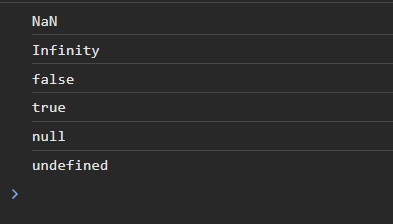 NaN
Infinity
false
true
null
undefined